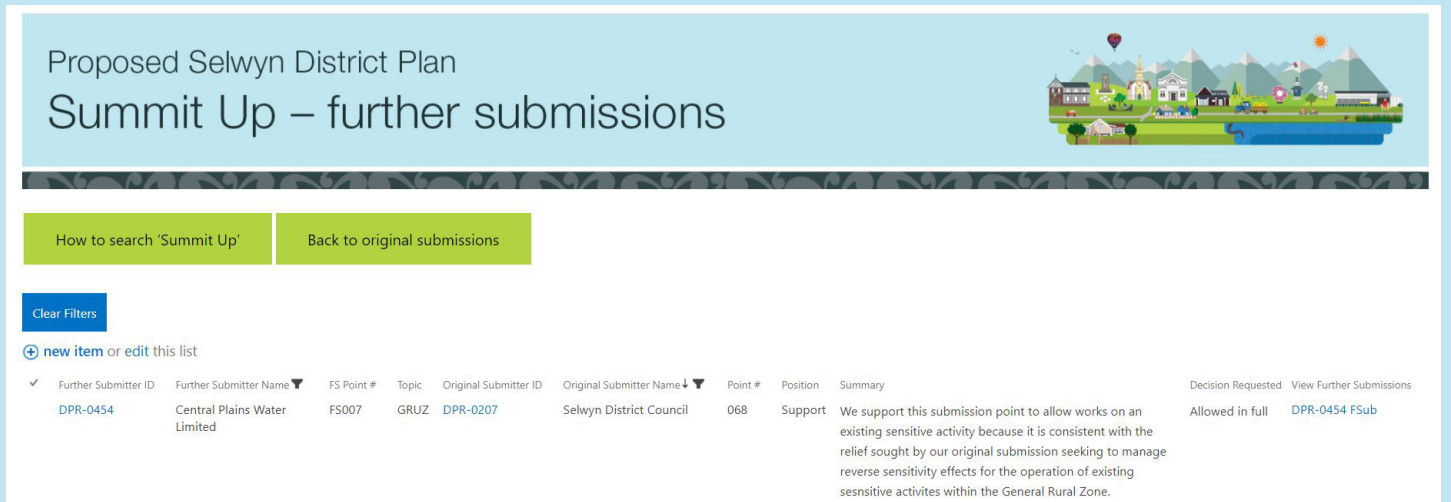 Proposed Selwyn District Plan
Summit Up – further submissions
How to search ‘Summit Up’
Back to original submissions
Clear Filters
new item or edit this list
Further Submitter ID Further Submitter Name FS Point # Topic Original Submitter ID Original Submitter Name Point # Position Summary Decision Requested View Further Submissions
DPR-0454 Central Plains Water FS007 GRUZ DPR-0207 Selwyn District Council 068 Support We support this submission point to allow works on an Allowed in full DPR-0454 FSub
Limited existing sensitive activity because it is consistent with the
relief sought by our original submission seeking to manage
reverse sensitivity effects for the operation of existing
sesnsitive activites within the General Rural Zone.